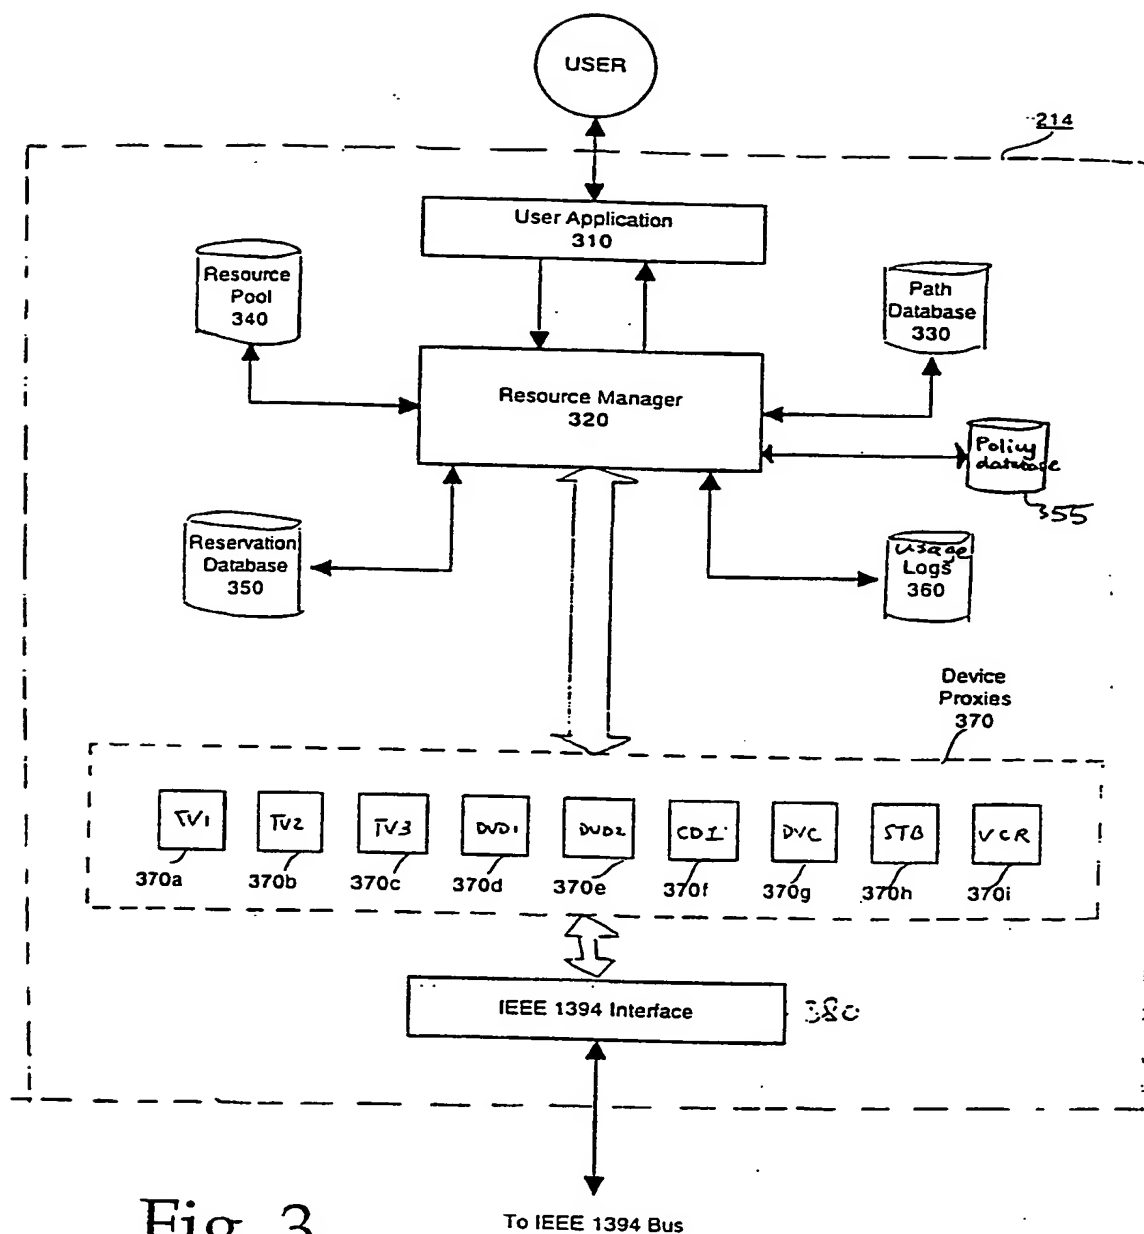 USER
214
User Application
310
Resource
Pool
340
Path
Database
330
Resource Manager
320
Policy
database
355
Reservation
Database
350
Usage
Logs
360
Device
Proxies
370
TV1
TV2
TV3
DVD1
DVD2
CD1
DVC
STB
VCR
370a
370b
370c
370d
370e
370f
370g
370h
370i
IEEE 1394 Interface
380
To IEEE 1394 Bus
Fig. 3